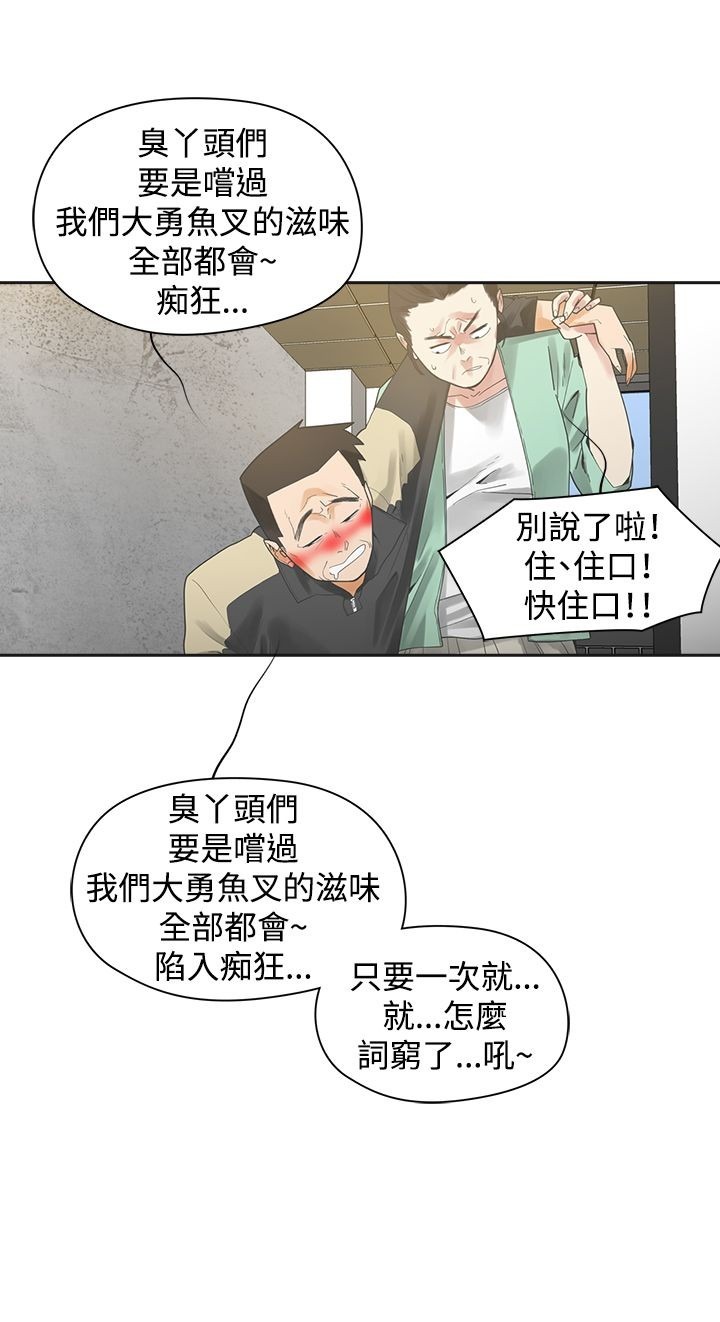 臭丫頭們
要是嚐過
我們大勇魚叉的滋味
全部都會~
痴狂...
別說了啦!
住、住口!
快住口!!
臭丫頭們
要是嚐過
我們大勇魚叉的滋味
全部都會~
陷入痴狂...
只要一次就...
就...怎麼
詞窮了...吼~